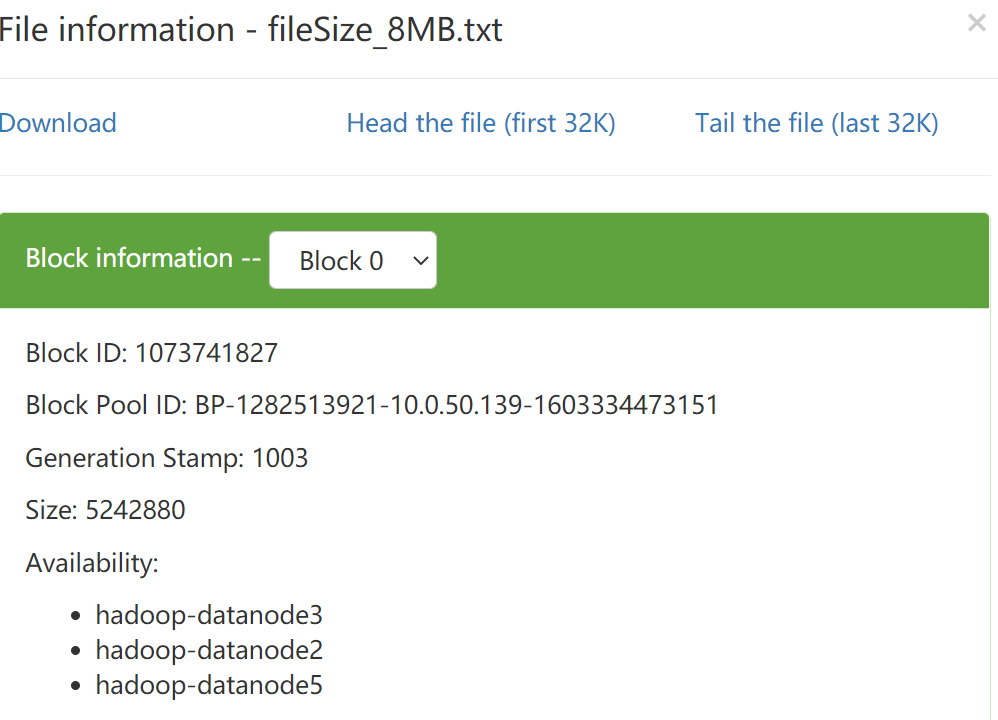 File information - fileSize_8MB.txt
×
Download Head the file (first 32K) Tail the file (last 32K)
Block information -- Block 0
Block ID: 1073741827
Block Pool ID: BP-1282513921-10.0.50.139-1603334473151
Generation Stamp: 1003
Size: 5242880
Availability:
• hadoop-datanode3
• hadoop-datanode2
• hadoop-datanode5